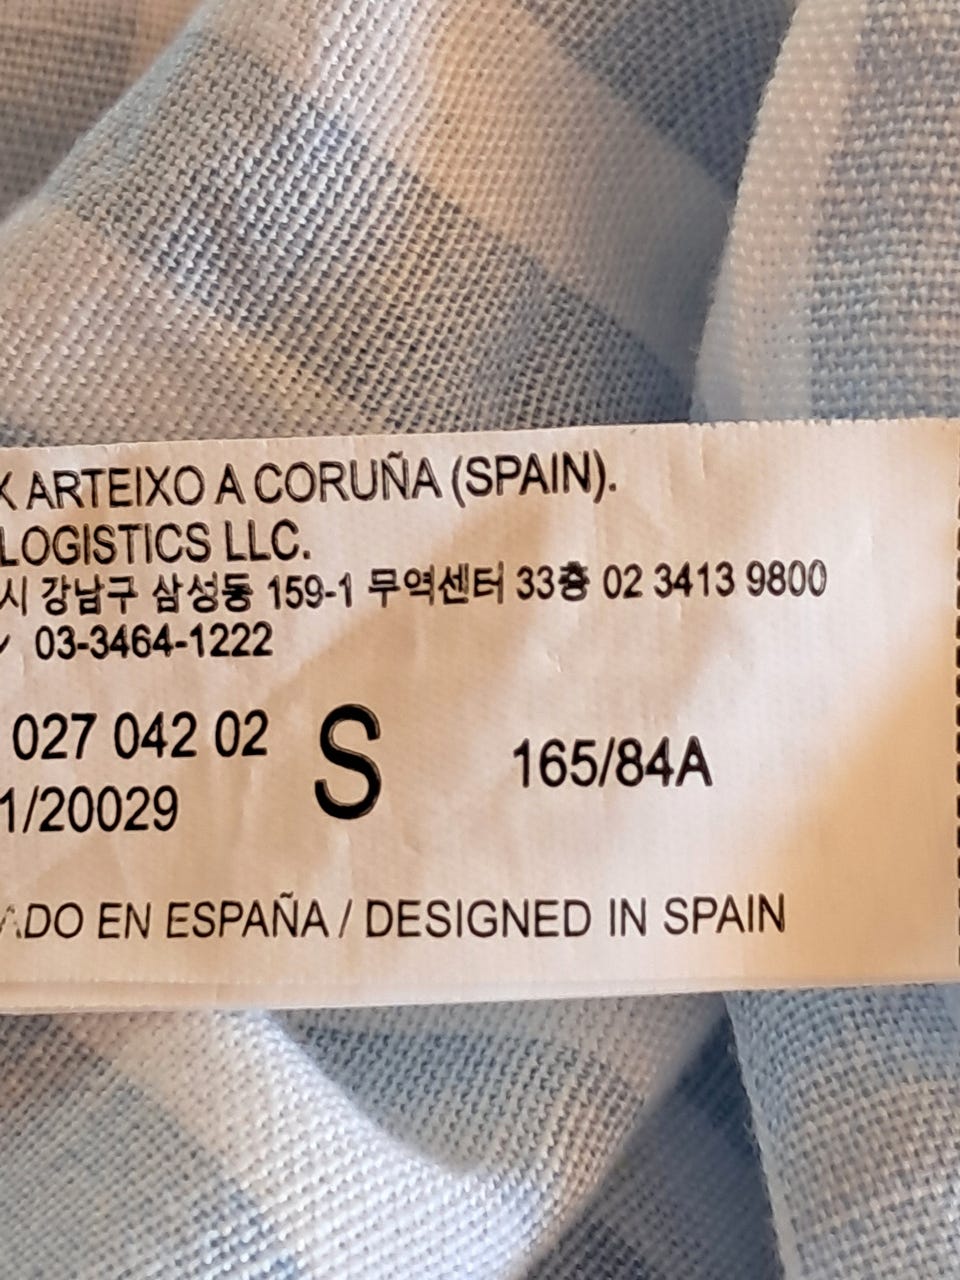 X ARTEIXO A CORUÑA (SPAIN).
LOGISTICS LLC.
시 강남구 삼성동 159-1 무역센터 33층 02 3413 9800
03-3464-1222
027 042 02 S 165/84A
1/20029
ADO EN ESPAÑA / DESIGNED IN SPAIN